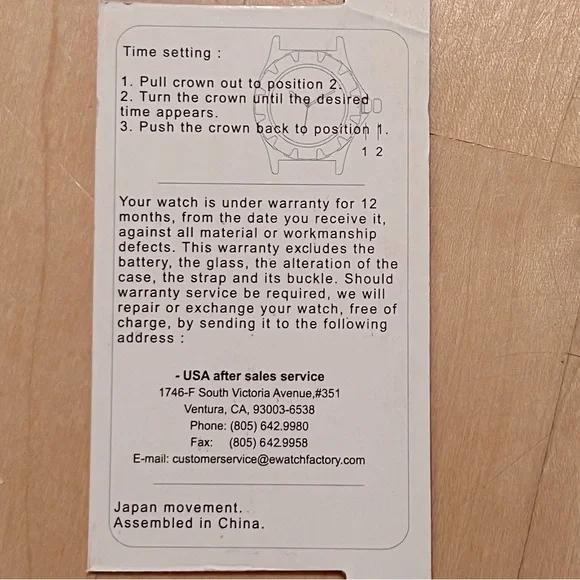 Time setting :
1. Pull crown out to position 2.
2. Turn the crown until the desired
time appears.
3. Push the crown back to position 1.
1 2
Your watch is under warranty for 12
months, from the date you receive it,
against all material or workmanship
defects. This warranty excludes the
battery, the glass, the alteration of the
case, the strap and its buckle. Should
warranty service be required, we will
repair or exchange your watch, free of
charge, by sending it to the following
address :
- USA after sales service
1746-F South Victoria Avenue,#351
Ventura, CA, 93003-6538
Phone: (805) 642.9980
Fax: (805) 642.9958
E-mail: customerservice@ewatchfactory.com
Japan movement.
Assembled in China.